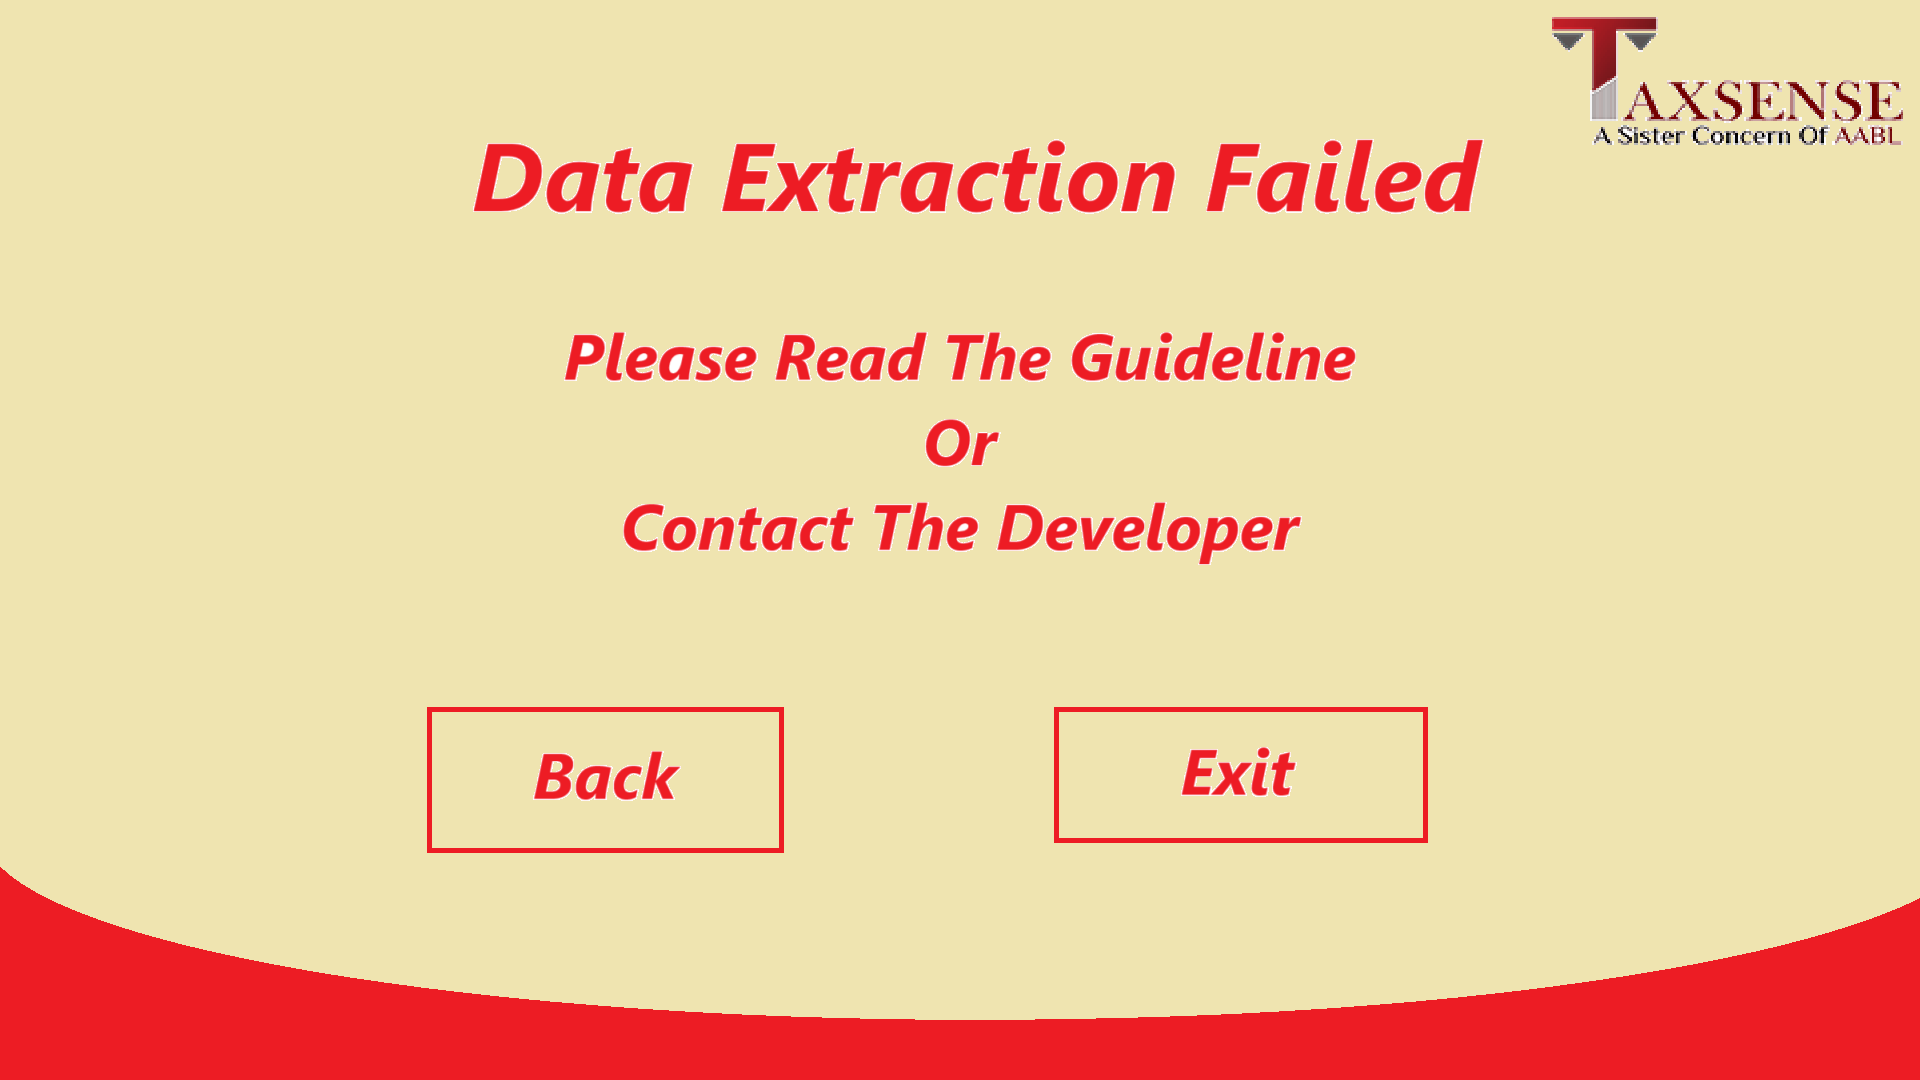 TAXSENSE
A Sister Concern Of AABL
Data Extraction Failed
Please Read The Guideline
Or
Contact The Developer
Back
Exit